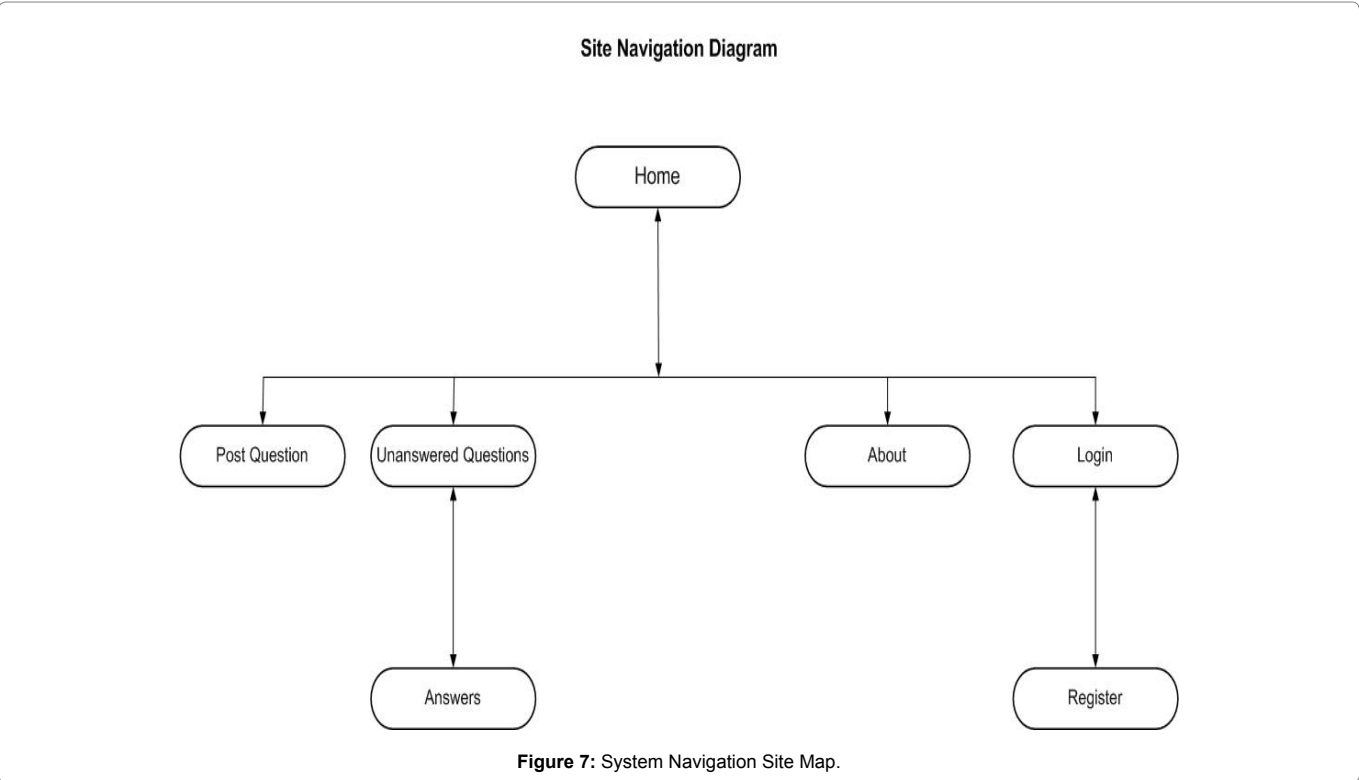 Site Navigation Diagram
Home
Post Question
Unanswered Questions
About
Login
Answers
Register
Figure 7: System Navigation Site Map.